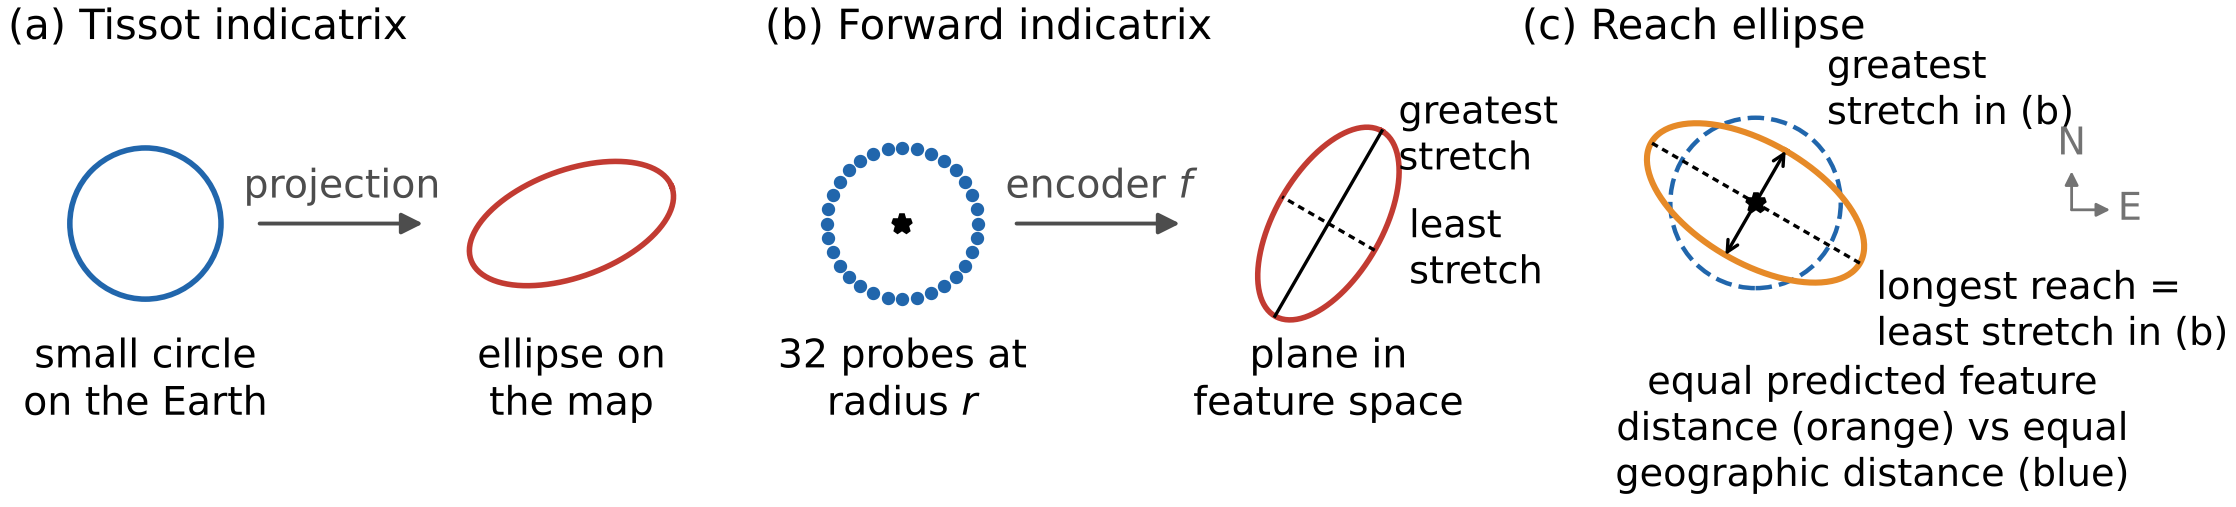 (a) Tissot indicatrix
projection
small circle
on the Earth
ellipse on
the map
(b) Forward indicatrix
encoder f
greatest
stretch
least
stretch
32 probes at
radius r
plane in
feature space
(c) Reach ellipse
greatest
stretch in (b)
N
E
longest reach =
least stretch in (b)
equal predicted feature
distance (orange) vs equal
geographic distance (blue)